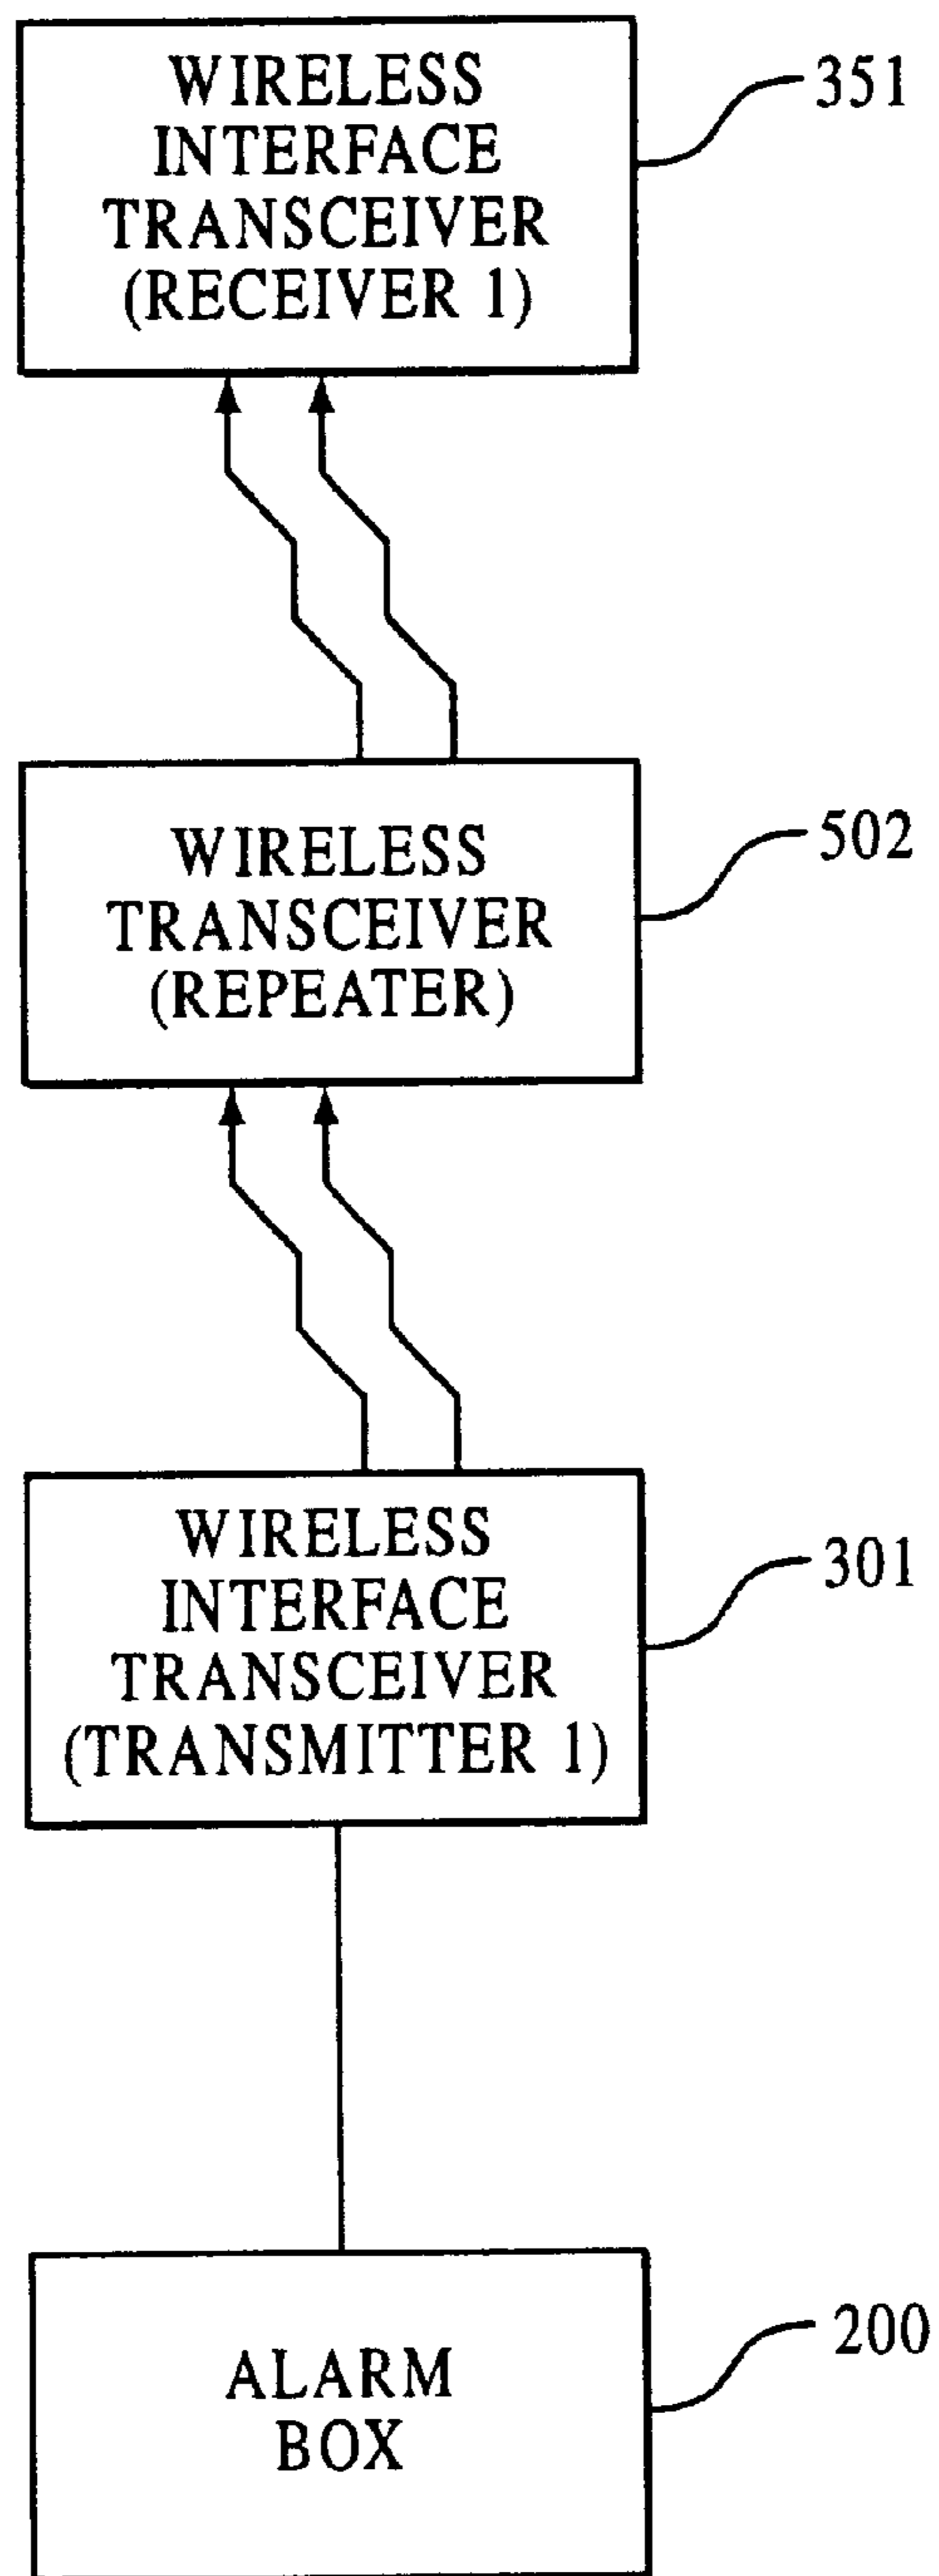 WIRELESS
INTERFACE
TRANSCEIVER
(RECEIVER 1)
351
WIRELESS
TRANSCEIVER
(REPEATER)
502
WIRELESS
INTERFACE
TRANSCEIVER
(TRANSMITTER 1)
301
ALARM
BOX
200